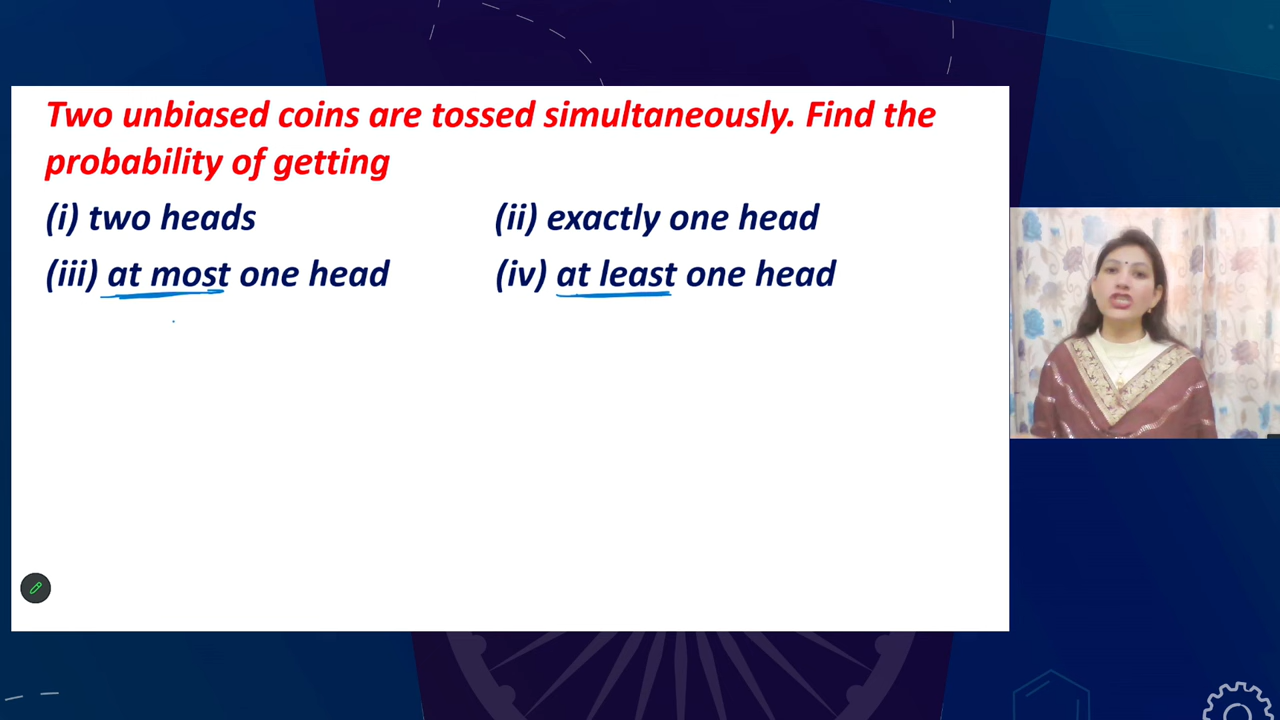 Two unbiased coins are tossed simultaneously. Find the
probability of getting
(i) two heads (ii) exactly one head
(iii) at most one head (iv) at least one head